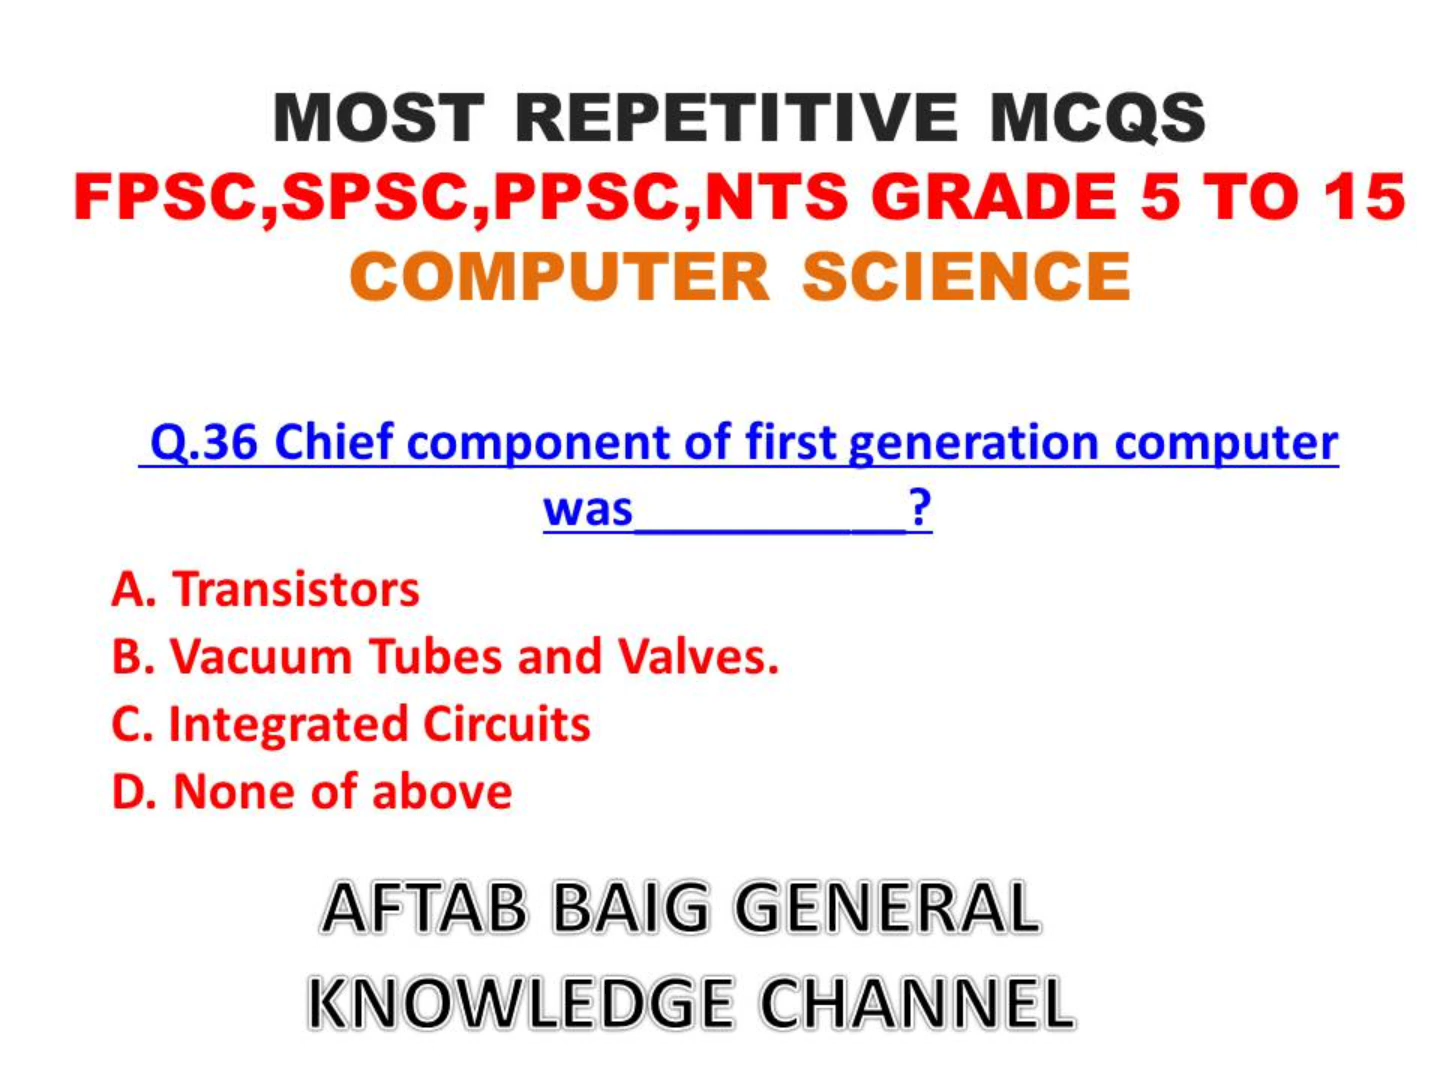 MOST REPETITIVE MCQS
FPSC,SPSC,PPSC,NTS GRADE 5 TO 15
COMPUTER SCIENCE
Q.36 Chief component of first generation computer
was__________?
A. Transistors
B. Vacuum Tubes and Valves.
C. Integrated Circuits
D. None of above
AFTAB BAIG GENERAL
KNOWLEDGE CHANNEL